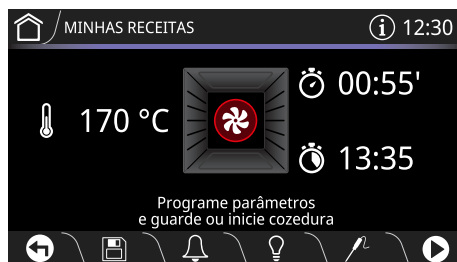 MINHAS RECEITAS
i 12:30
170 °C
00:55'
13:35
Programe parâmetros
e guarde ou inicie cozedura